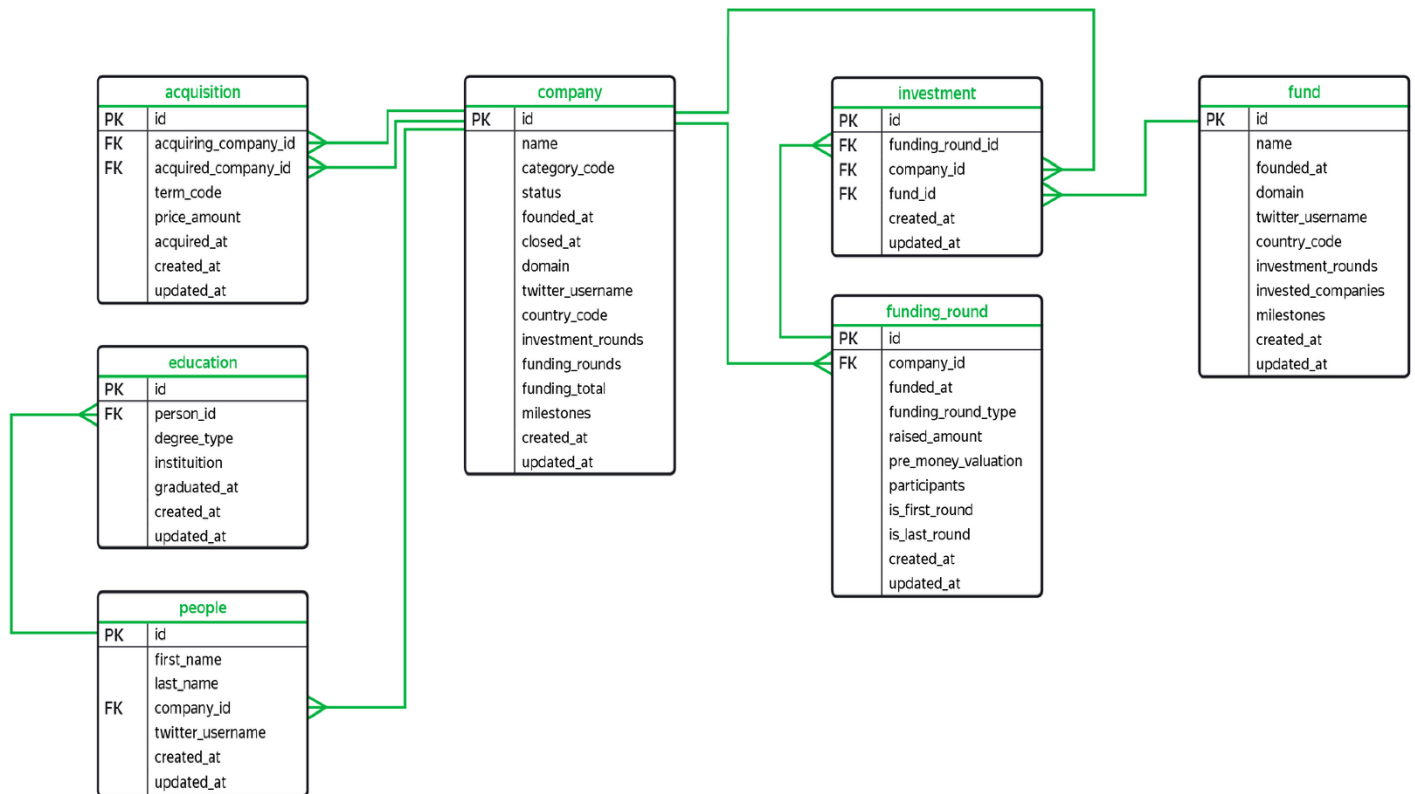 acquisition
PK id
FK acquiring_company_id
FK acquired_company_id
term_code
price_amount
acquired_at
created_at
updated_at
education
PK id
FK person_id
degree_type
instituition
graduated_at
created_at
updated_at
people
PK id
first_name
last_name
FK company_id
twitter_username
created_at
updated_at
company
PK id
name
category_code
status
founded_at
closed_at
domain
twitter_username
country_code
investment_rounds
funding_rounds
funding_total
milestones
created_at
updated_at
investment
PK id
FK funding_round_id
FK company_id
FK fund_id
created_at
updated_at
funding_round
PK id
FK company_id
funded_at
funding_round_type
raised_amount
pre_money_valuation
participants
is_first_round
is_last_round
created_at
updated_at
fund
PK id
name
founded_at
domain
twitter_username
country_code
investment_rounds
invested_companies
milestones
created_at
updated_at